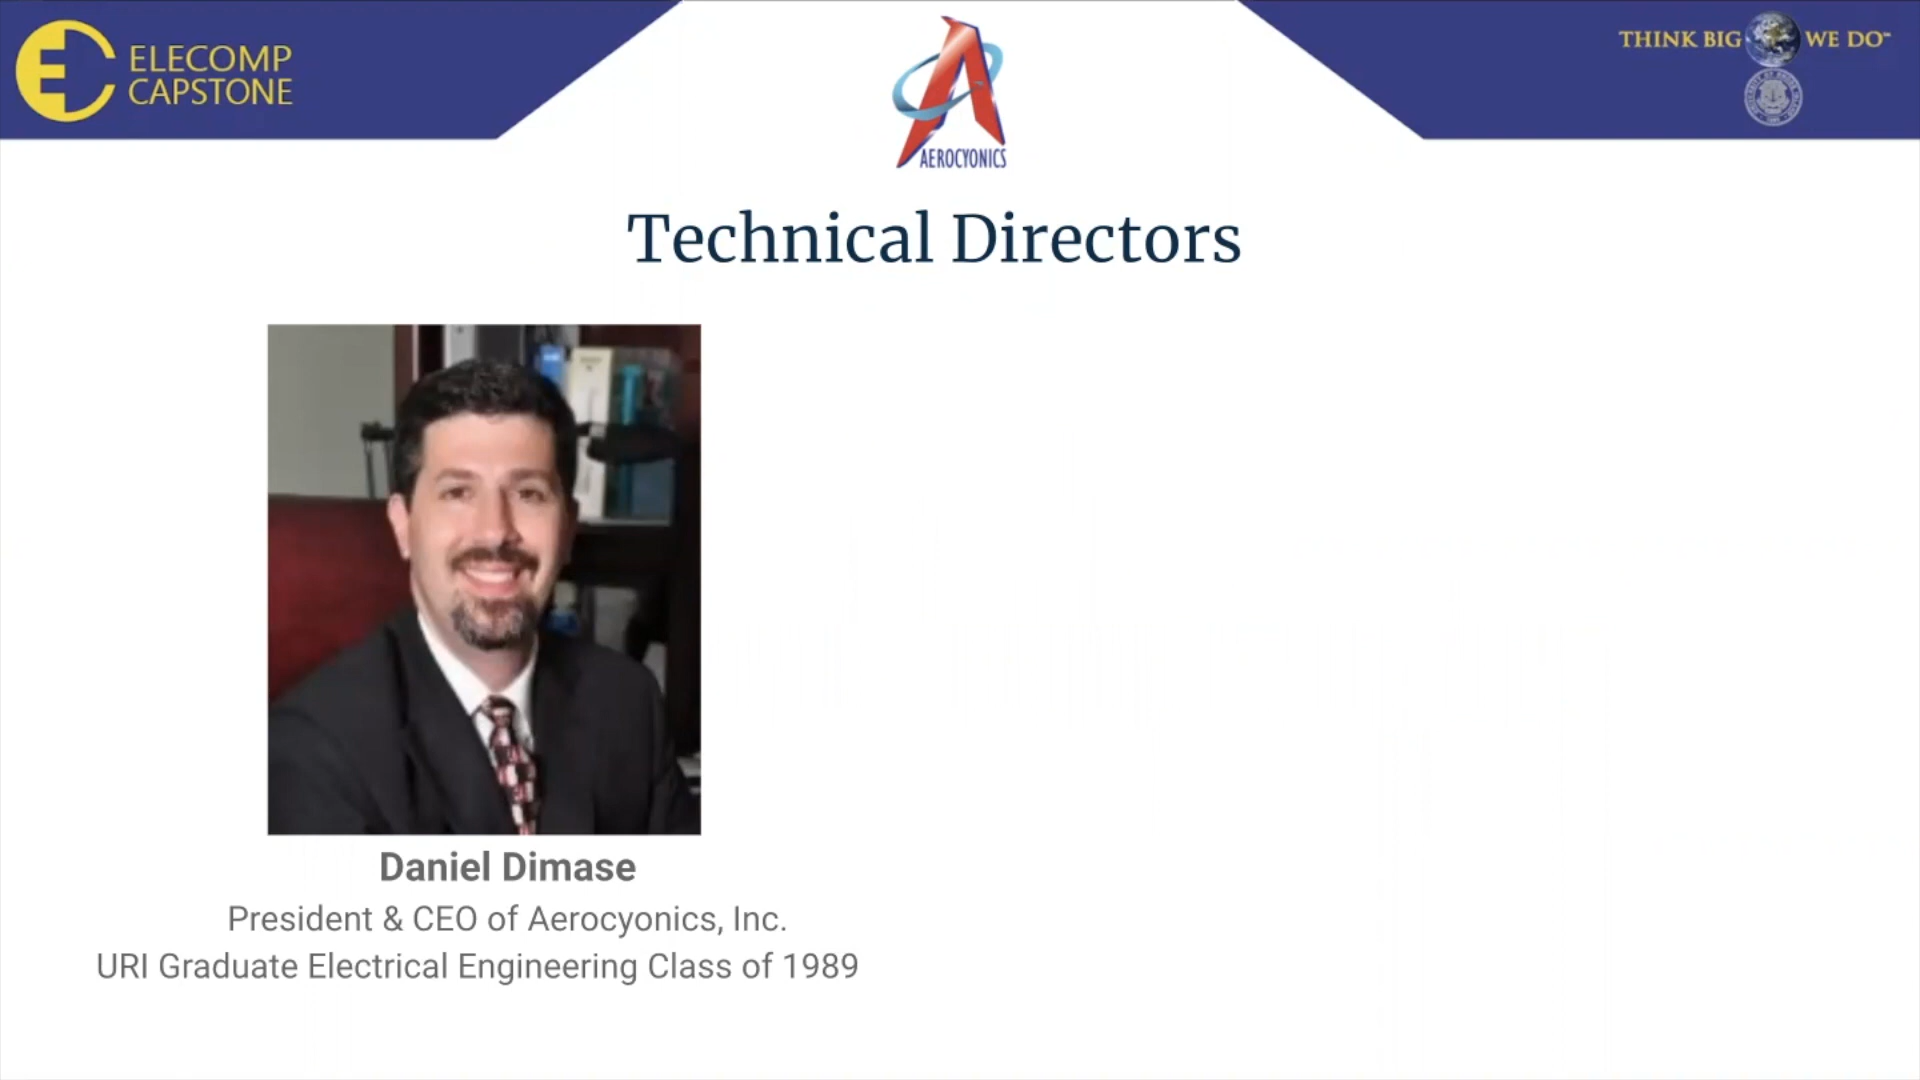 ELECOMP
CAPSTONE
AEROCYONICS
THINK BIG WE DO™
Technical Directors
Daniel Dimase
President & CEO of Aerocyonics, Inc.
URI Graduate Electrical Engineering Class of 1989